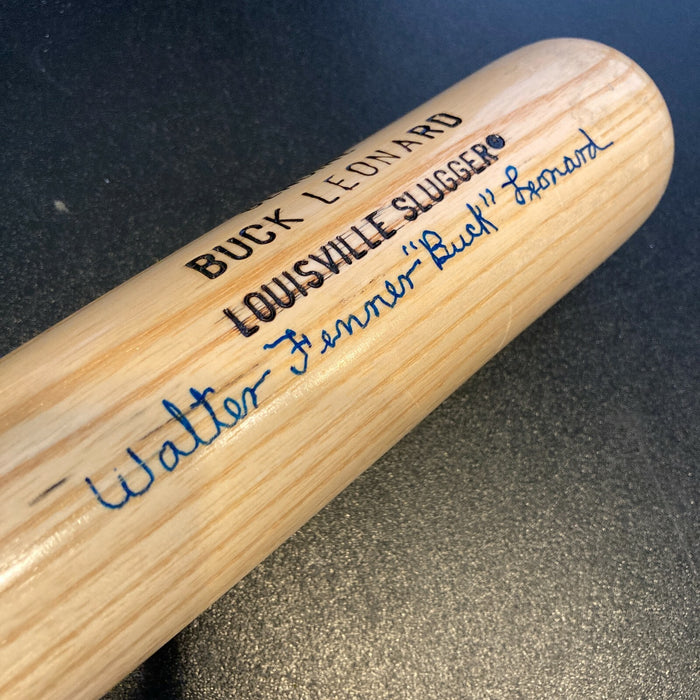 BUCK LEONARD
LOUISVILLE SLUGGER®
Walter Fenner "Buck" Leonard